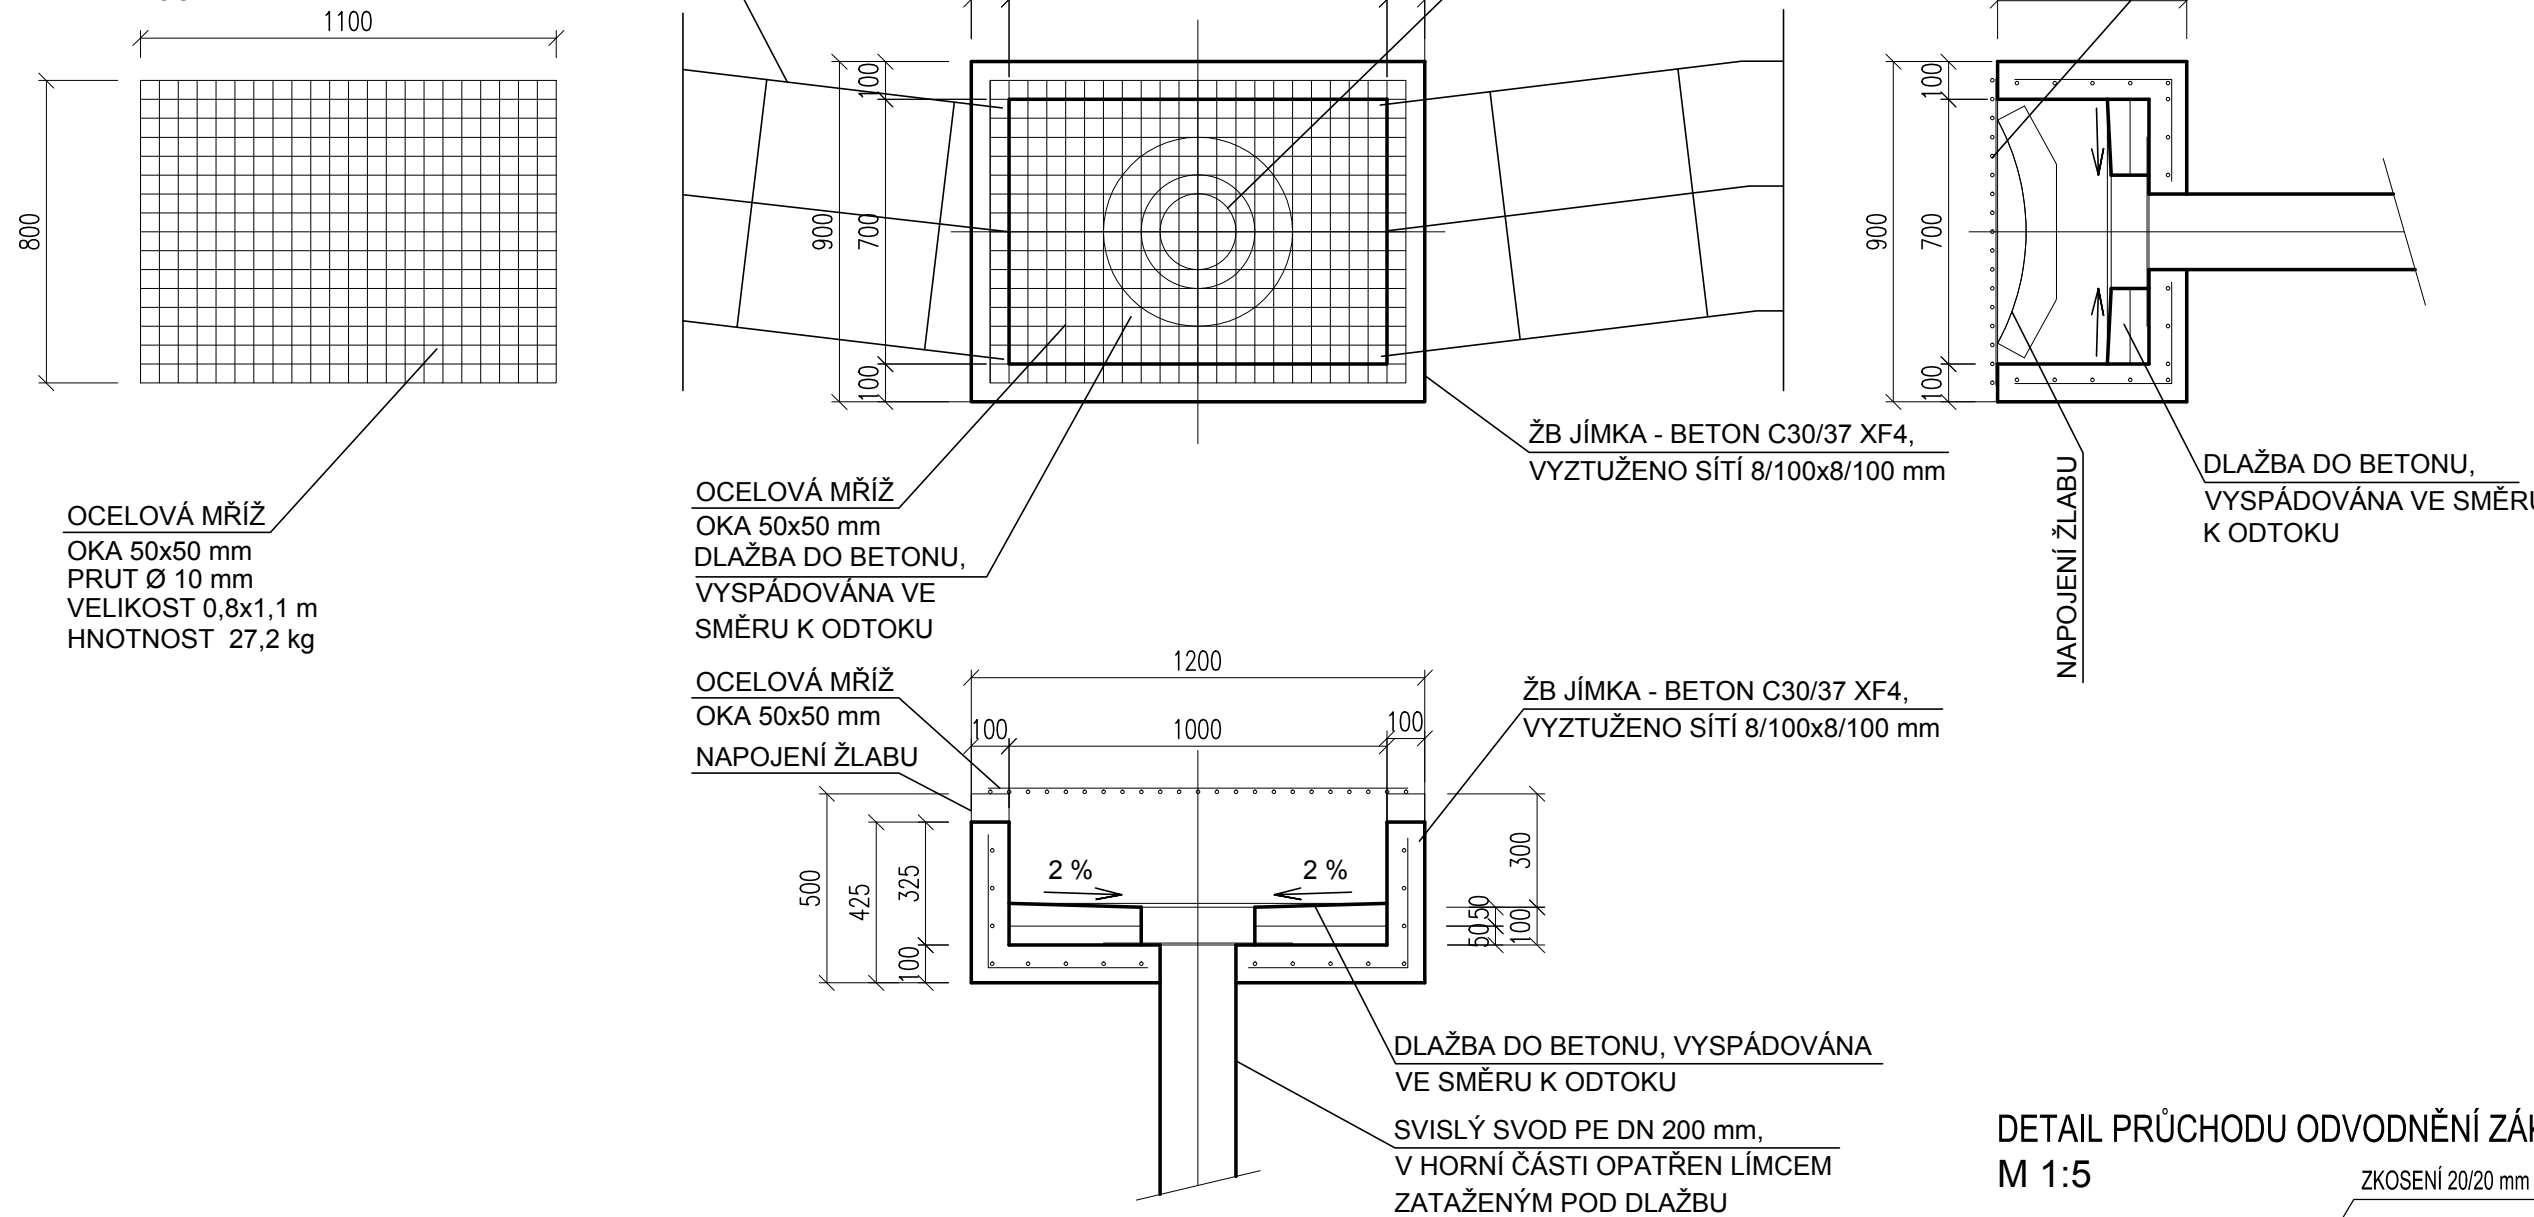 1100
800
OCELOVÁ MŘÍŽ
OKA 50x50 mm
PRUT Ø 10 mm
VELIKOST 0,8x1,1 m
HNOTNOST 27,2 kg
100
900
700
100
OCELOVÁ MŘÍŽ
OKA 50x50 mm
DLAŽBA DO BETONU,
VYSPÁDOVÁNA VE
SMĚRU K ODTOKU
ŽB JÍMKA - BETON C30/37 XF4,
VYZTUŽENO SÍTÍ 8/100x8/100 mm
100
900
700
100
NAPOJENÍ ŽLABU
DLAŽBA DO BETONU,
VYSPÁDOVÁNA VE SMĚRU
K ODTOKU
OCELOVÁ MŘÍŽ
OKA 50x50 mm
NAPOJENÍ ŽLABU
1200
100
1000
100
ŽB JÍMKA - BETON C30/37 XF4,
VYZTUŽENO SÍTÍ 8/100x8/100 mm
500
425
325
100
2 %
2 %
300
50
50
100
DLAŽBA DO BETONU, VYSPÁDOVÁNA
VE SMĚRU K ODTOKU
SVISLÝ SVOD PE DN 200 mm,
V HORNÍ ČÁSTI OPATŘEN LÍMCEM
ZATAŽENÝM POD DLAŽBU
DETAIL PRŮCHODU ODVODNĚNÍ
M 1:5
ZKOSENÍ 20/20 mm